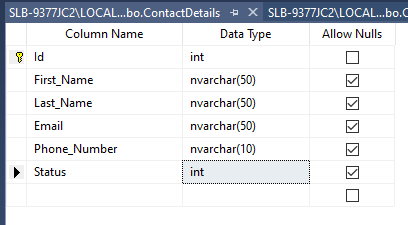 SLB-9377JC2\LOCAL...bo.ContactDetails
SLB-9377JC2\LOCAL...b
Column Name Data Type Allow Nulls
Id int
First_Name nvarchar(50)
Last_Name nvarchar(50)
Email nvarchar(50)
Phone_Number nvarchar(10)
Status int